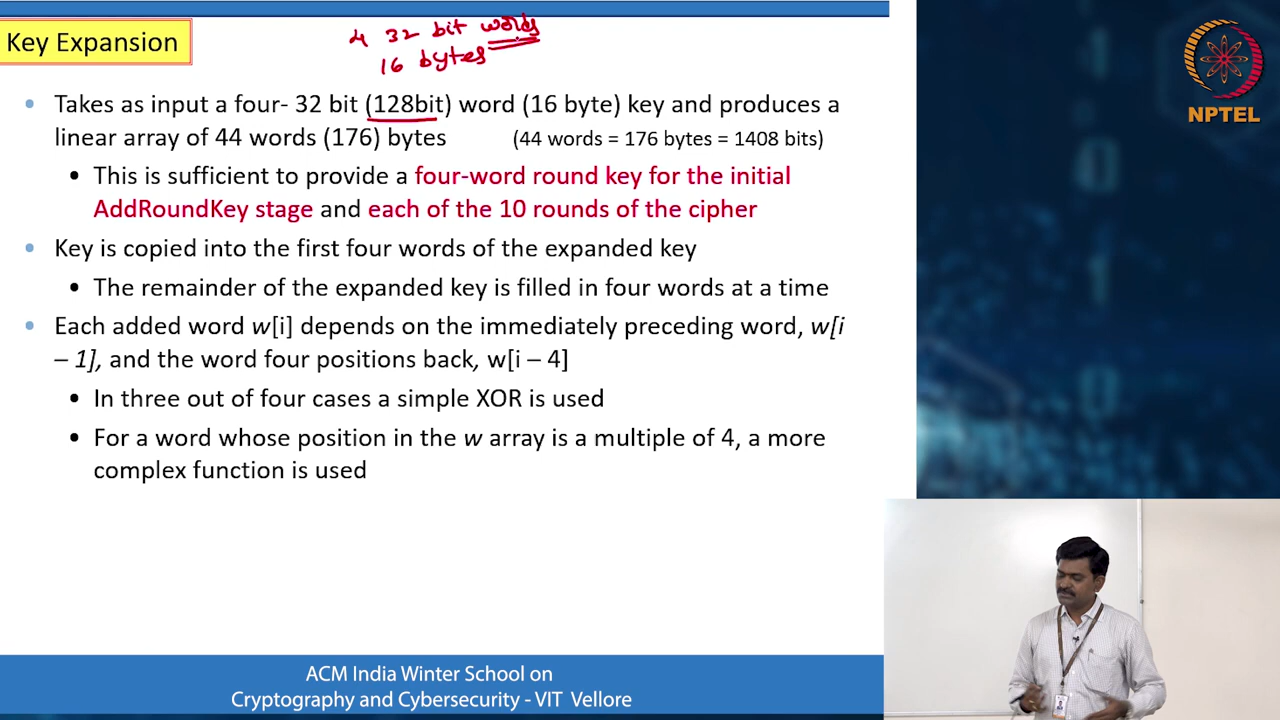 Key Expansion
4 32 bit words
16 bytes
NPTEL
• Takes as input a four- 32 bit (128bit) word (16 byte) key and produces a
linear array of 44 words (176) bytes (44 words = 176 bytes = 1408 bits)
• This is sufficient to provide a four-word round key for the initial
AddRoundKey stage and each of the 10 rounds of the cipher
• Key is copied into the first four words of the expanded key
• The remainder of the expanded key is filled in four words at a time
• Each added word w[i] depends on the immediately preceding word, w[i
– 1], and the word four positions back, w[i – 4]
• In three out of four cases a simple XOR is used
• For a word whose position in the w array is a multiple of 4, a more
complex function is used
ACM India Winter School on
Cryptography and Cybersecurity - VIT Vellore